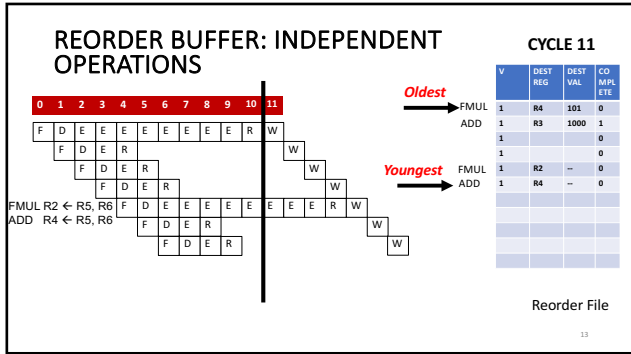 REORDER BUFFER: INDEPENDENT
OPERATIONS
CYCLE 11
0 1 2 3 4 5 6 7 8 9 10 11
F D E E E E E E E E R W
F D E R W
F D E R W
F D E R W
FMUL R2 ← R5, R6 F D E E E E E E E E R W
ADD R4 ← R5, R6 F D E R W
F D E R W
Oldest
Youngest
V DEST REG DEST VAL CO MPL ETE
FMUL 1 R4 101 0
ADD 1 R3 1000 1
1 0
1 0
FMUL 1 R2 -- 0
ADD 1 R4 -- 0
Reorder File
13